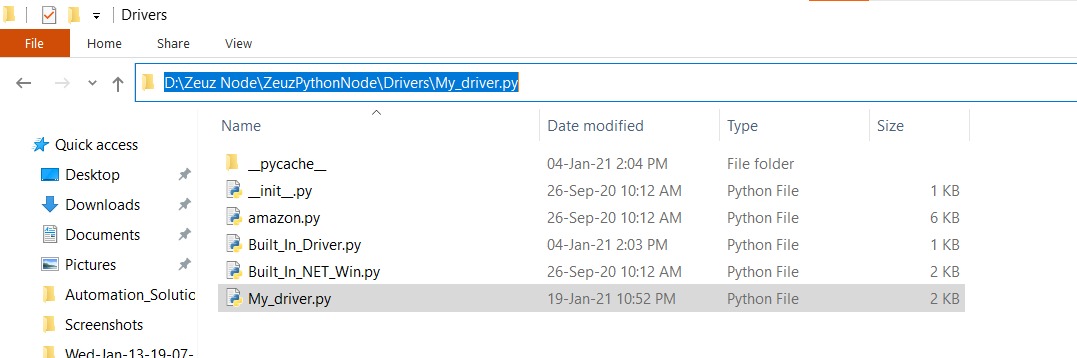 Drivers
File Home Share View
D:\Zeuz Node\ZeuzPythonNode\Drivers\My_driver.py
Name Date modified Type Size
Quick access
Desktop
Downloads
Documents
Pictures
Automation_Solutio
Screenshots
Wed-Jan-13-19-07-
__pycache__ 04-Jan-21 2:04 PM File folder
__init__.py 26-Sep-20 10:12 AM Python File 1 KB
amazon.py 26-Sep-20 10:12 AM Python File 6 KB
Built_In_Driver.py 04-Jan-21 2:03 PM Python File 1 KB
Built_In_NET_Win.py 26-Sep-20 10:12 AM Python File 2 KB
My_driver.py 19-Jan-21 10:52 PM Python File 2 KB